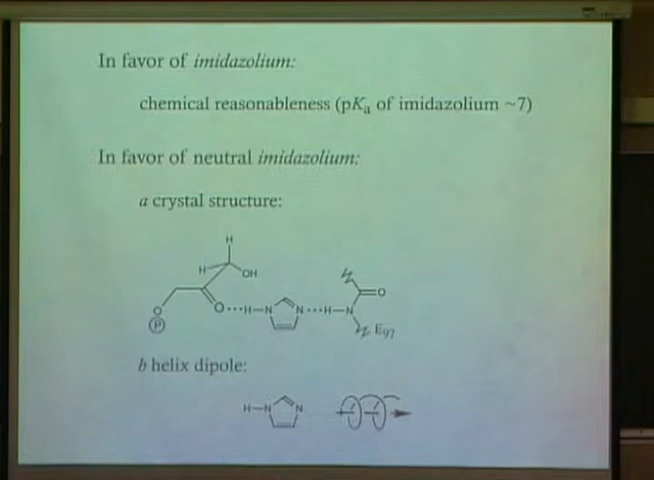 In favor of imidazolium:
chemical reasonableness (pKa of imidazolium ~7)
In favor of neutral imidazolium:
a crystal structure:
H
H
OH
O
O
O H N N H N
P
E97
b helix dipole:
H N N